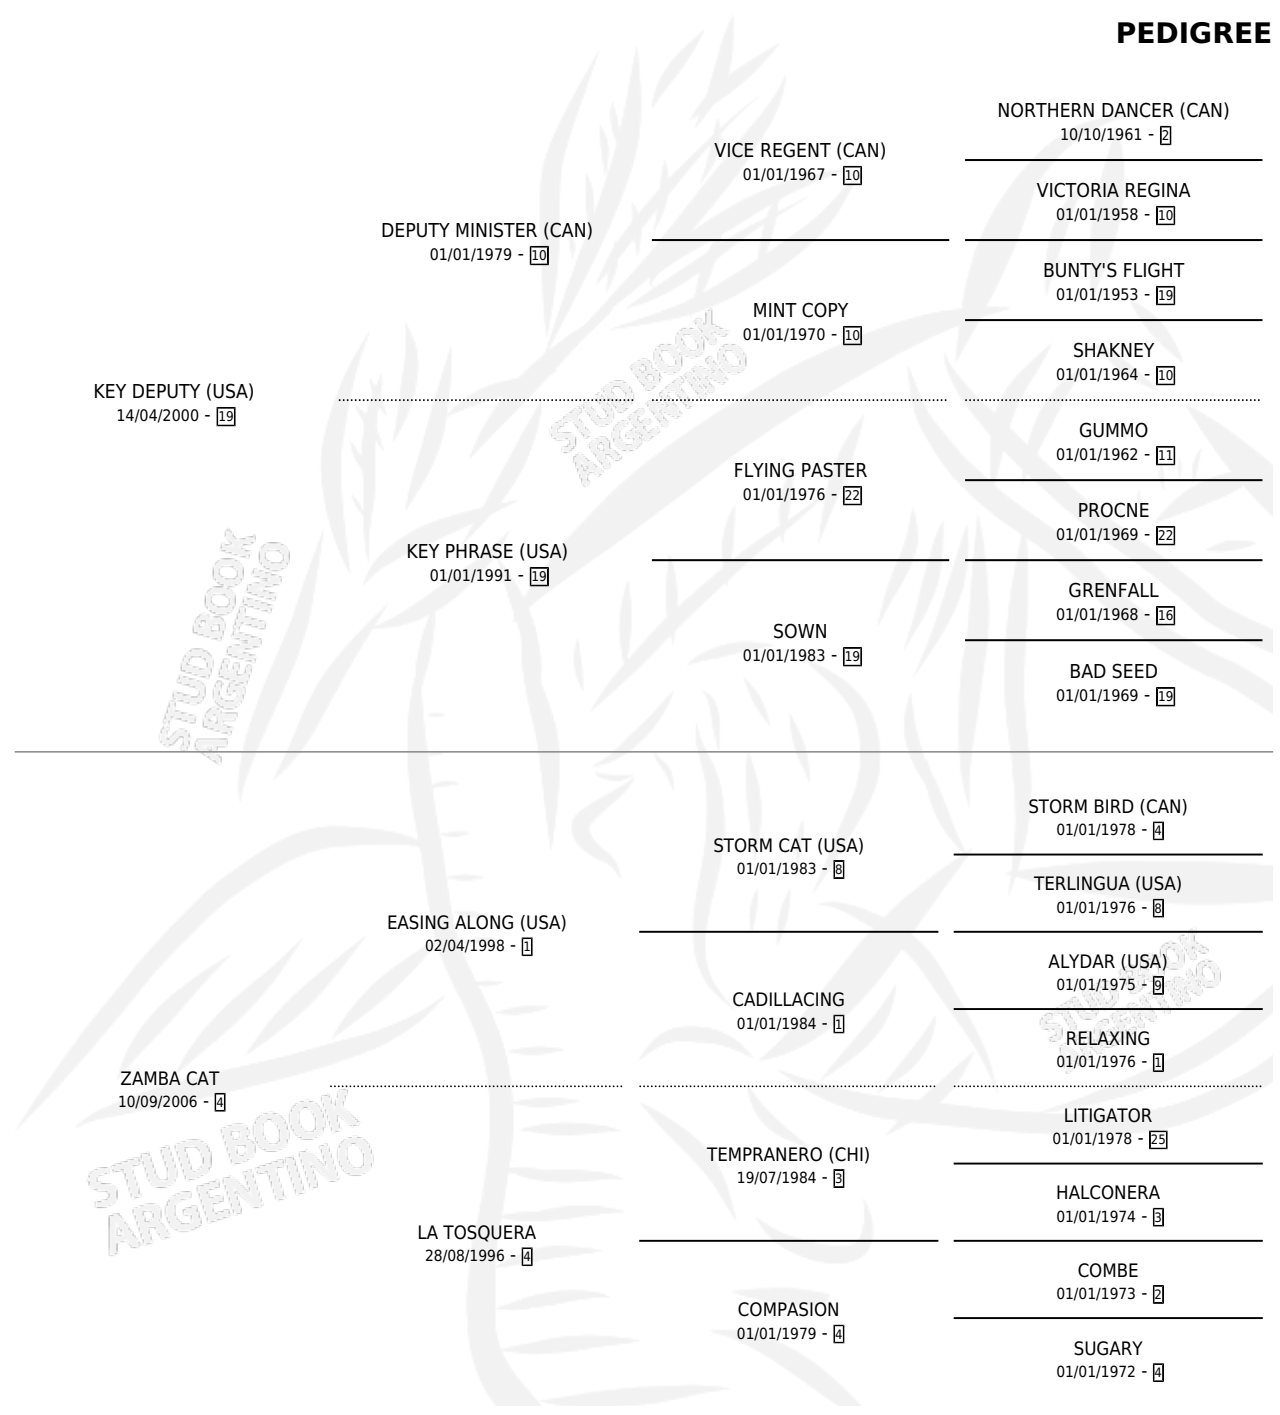 PEDIGREE
NORTHERN DANCER (CAN)
10/10/1961 - 2
VICE REGENT (CAN)
01/01/1967 - 10
VICTORIA REGINA
01/01/1958 - 10
DEPUTY MINISTER (CAN)
01/01/1979 - 10
BUNTY'S FLIGHT
01/01/1953 - 19
MINT COPY
01/01/1970 - 10
SHAKNEY
01/01/1964 - 10
KEY DEPUTY (USA)
14/04/2000 - 19
GUMMO
01/01/1962 - 11
FLYING PASTER
01/01/1976 - 22
PROCNE
01/01/1969 - 22
KEY PHRASE (USA)
01/01/1991 - 19
GRENFALL
01/01/1968 - 16
SOWN
01/01/1983 - 19
BAD SEED
01/01/1969 - 19
STUD BOOK
ARGENTINO
STUD BOOK
ARGENTINO
STORM BIRD (CAN)
01/01/1978 - 4
STORM CAT (USA)
01/01/1983 - 8
TERLINGUA (USA)
01/01/1976 - 8
EASING ALONG (USA)
02/04/1998 - 1
ALYDAR (USA)
01/01/1975 - 9
CADILLACING
01/01/1984 - 1
RELAXING
01/01/1976 - 1
ZAMBA CAT
10/09/2006 - 4
LITIGATOR
01/01/1978 - 25
TEMPRANERO (CHI)
19/07/1984 - 3
HALCONERA
01/01/1974 - 3
LA TOSQUERA
28/08/1996 - 4
COMBE
01/01/1973 - 2
COMPASION
01/01/1979 - 4
SUGARY
01/01/1972 - 4
STUD BOOK
ARGENTINO
STUD BOOK
ARGENTINO